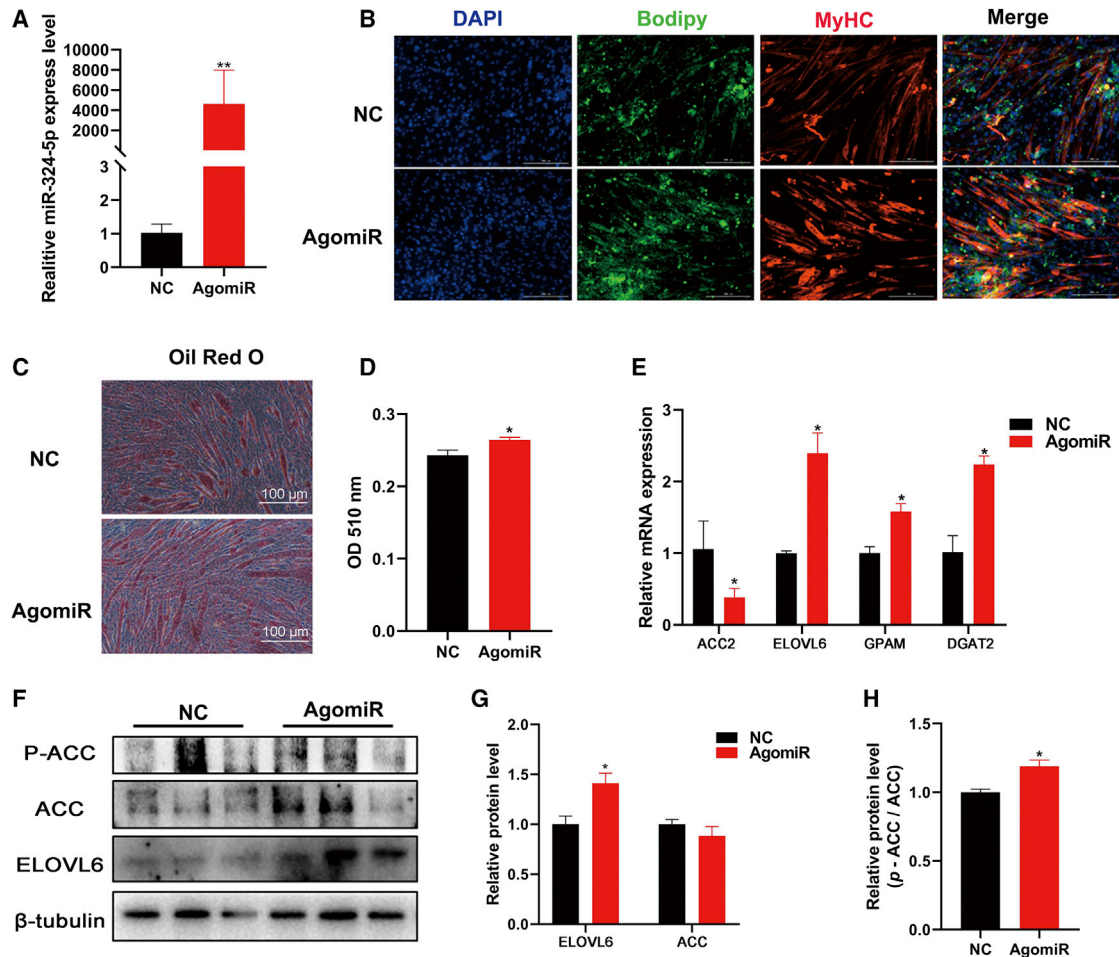 A
Realitive miR-324-5p express level
10000
8000
6000
4000
2000
3
2
1
0
**
NC
AgomiR
B
DAPI
Bodipy
MyHC
Merge
NC
AgomiR
C
Oil Red O
NC
100 μm
AgomiR
100 μm
D
OD 510 nm
0.3
0.2
0.1
0.0
*
NC
AgomiR
E
Relative mRNA expression
3
2
1
0
*
*
*
*
NC
AgomiR
ACC2
ELOVL6
GPAM
DGAT2
F
NC
AgomiR
P-ACC
ACC
ELOVL6
β-tubulin
G
Relative protein level
2.0
1.5
1.0
0.5
0.0
*
NC
AgomiR
ELOVL6
ACC
H
Relative protein level
(p - ACC / ACC)
1.5
1.0
0.5
0.0
*
NC
AgomiR